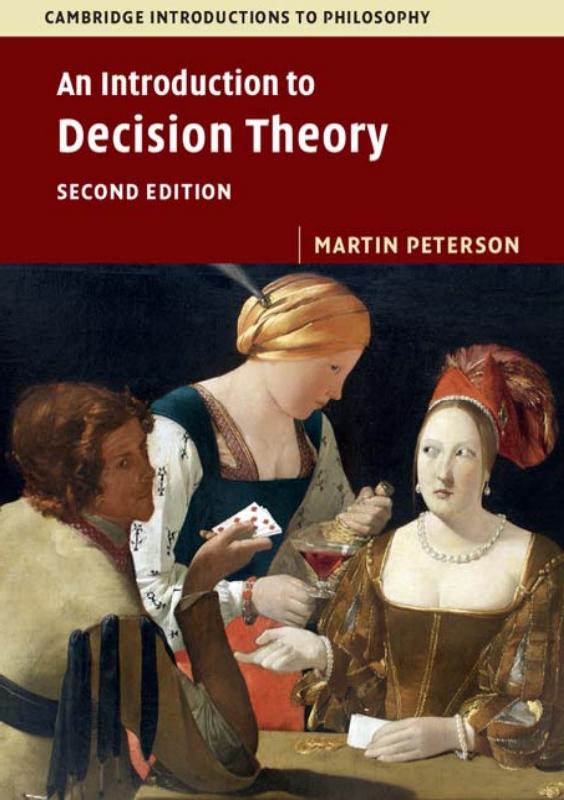 CAMBRIDGE INTRODUCTIONS TO PHILOSOPHY
An Introduction to
Decision Theory
SECOND EDITION
MARTIN PETERSON